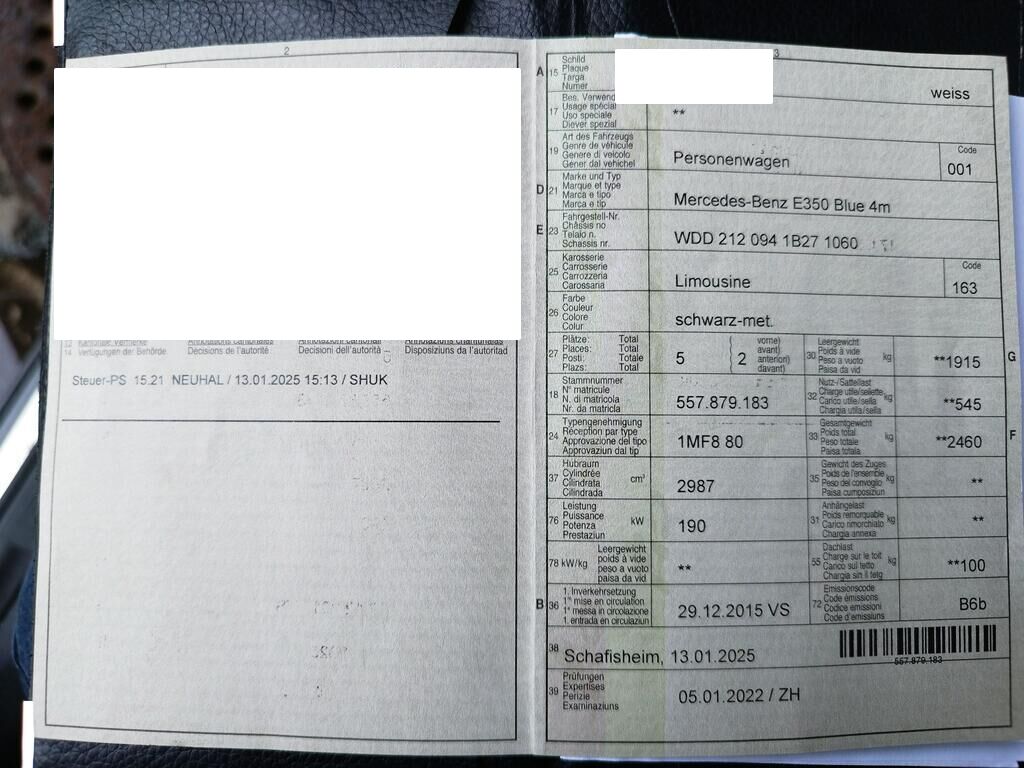 2
12 Kantonale Vermerke Annotations cantonales Annotazioni cantonali Annotaziuns chantunalas
14 Verfügungen der Behörde Décisions de l'autorité Decisioni dell'autorità Disposiziuns da l'autoritad
Steuer-PS 15.21 NEUHAL / 13.01.2025 15:13 / SHUK
3
A 15 Schild
Plaque
Targa
Numer
weiss
17 Bes. Verwend
Usage spécial
Uso speciale
Diever spezial
**
19 Art des Fahrzeugs
Genre de véhicule
Genere di veicolo
Gener dal vehichel
Personenwagen
Code
001
D 21 Marke und Typ
Marque et type
Marca e tipo
Marca e tip
Mercedes-Benz E350 Blue 4m
E 23 Fahrgestell-Nr.
Châssis no
Telaio n.
Schassis nr.
WDD 212 094 1B27 1060
25 Karosserie
Carrosserie
Carrozzeria
Carossaria
Limousine
Code
163
26 Farbe
Couleur
Colore
Colur
schwarz-met.
27 Plätze: Total
Places: Total
Posti: Totale
Plazs: Total
5
2
vorne)
avant)
anteriori)
davant)
30 Leergewicht
Poids à vide
Peso a vuoto
Paisa da vid
kg
**1915
G
18 Stammnummer
N° matricule
N. di matricola
Nr. da matricla
557.879.183
32 Nutz-/Sattellast
Charge utile/sellette
Carico utile/sella
Chargia utila/sella
kg
**545
24 Typengenehmigung
Réception par type
Approvazione del tipo
Approvaziun dal tip
1MF8 80
33 Gesamtgewicht
Poids total
Peso totale
Paisa totala
kg
**2460
F
37 Hubraum
Cylindrée
Cilindrata
Cilindrada
cm³
2987
35 Gewicht des Zuges
Poids de l'ensemble
Peso del convoglio
Paisa cumposiziun
kg
**
76 Leistung
Puissance
Potenza
Prestaziun
kW
190
31 Anhängelast
Poids remorquable
Carico rimorchiato
Chargia annexa
kg
**
78 kW/kg
Leergewicht
poids à vide
peso a vuoto
paisa da vid
**
55 Dachlast
Charge sur le toit
Carico sul tetto
Chargia sin il tetg
kg
**100
B 36 1. Inverkehrsetzung
1re mise en circulation
1a messa in circolazione
1. entrada en circulaziun
29.12.2015 VS
72 Emissionscode
Code émissions
Codice emissioni
Code d'emissiuns
B6b
38 Schafisheim, 13.01.2025
557.879.183
39 Prüfungen
Expertises
Perizie
Examinaziuns
05.01.2022 / ZH